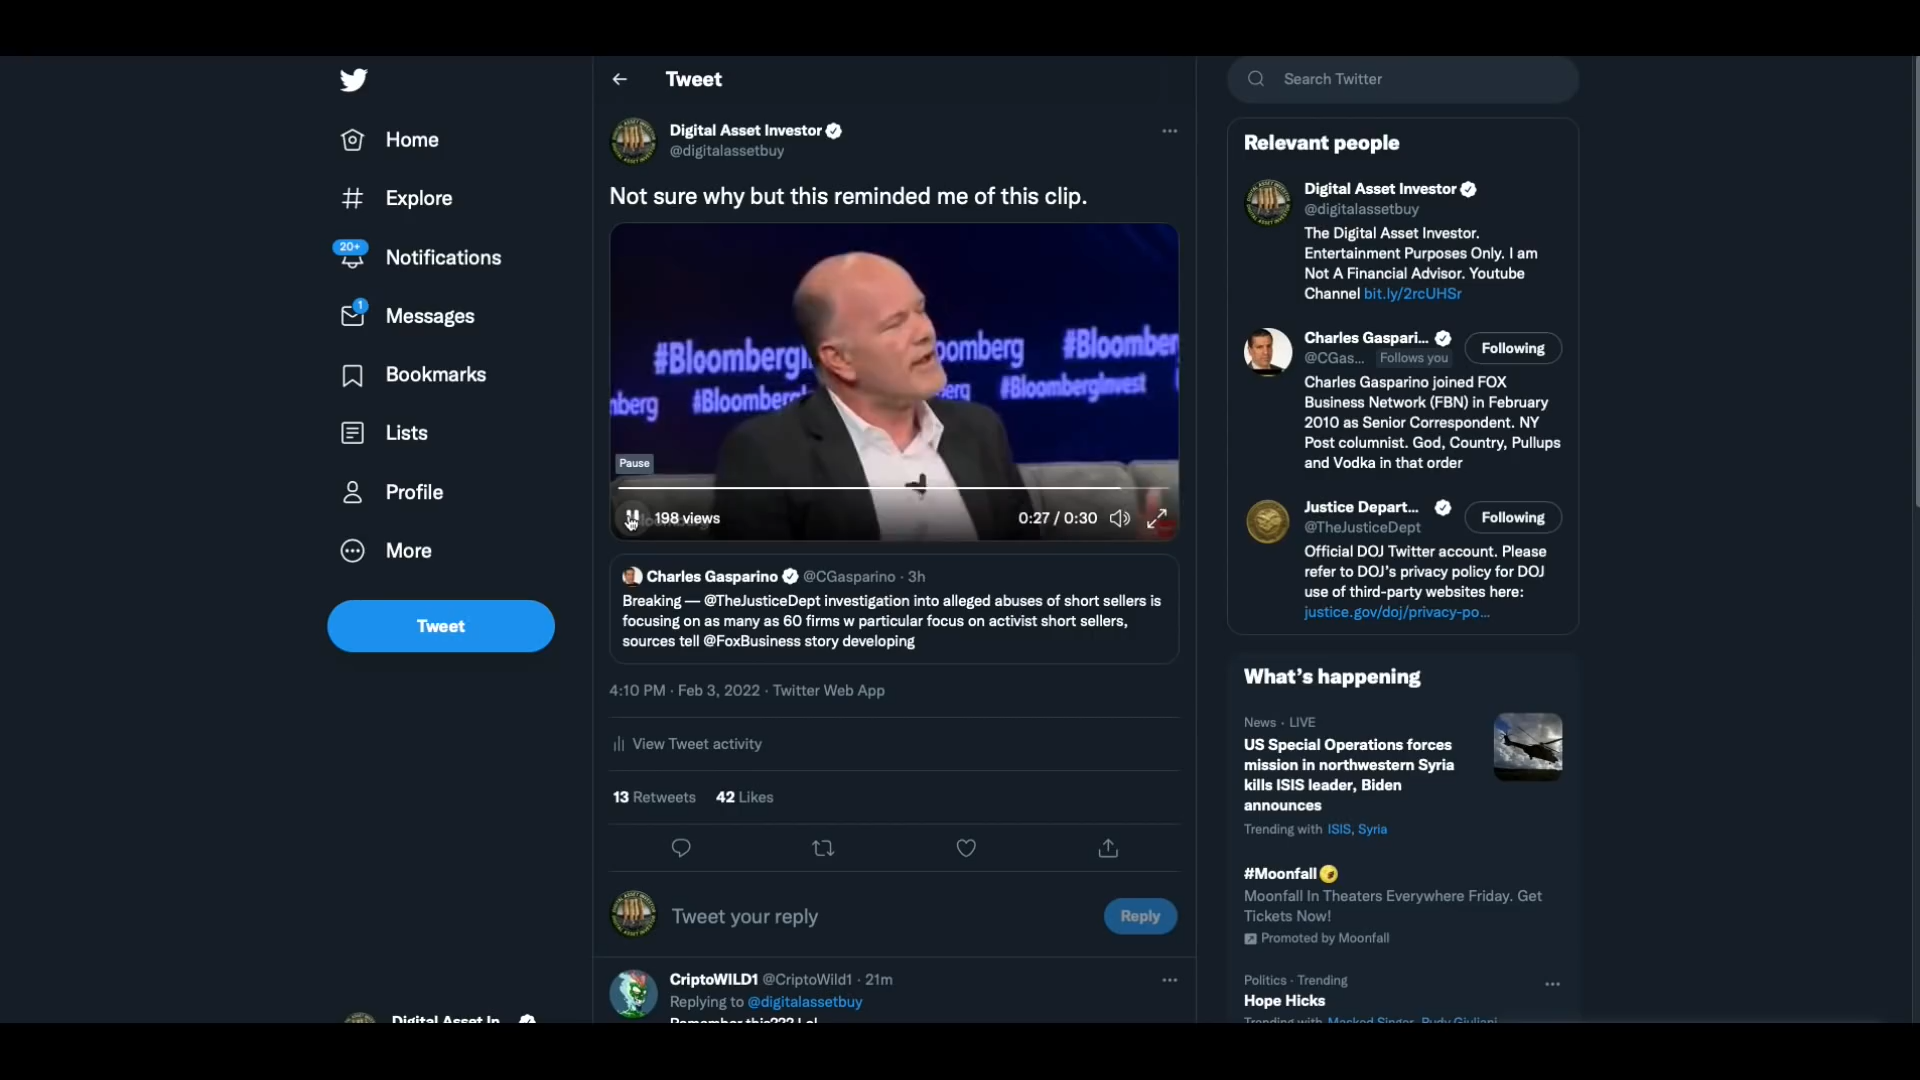 Home
Explore
20+
Notifications
1
Messages
Bookmarks
Lists
Profile
More
Tweet
Tweet
Digital Asset Investor
@digitalassetbuy
Not sure why but this reminded me of this clip.
#Bloomberg
#Bloomberg
#BloombergInvest
Pause
198 views
0:27 / 0:30
Charles Gasparino @CGasparino · 3h
Breaking — @TheJusticeDept investigation into alleged abuses of short sellers is
focusing on as many as 60 firms w particular focus on activist short sellers,
sources tell @FoxBusiness story developing
4:10 PM · Feb 3, 2022 · Twitter Web App
View Tweet activity
13 Retweets 42 Likes
Tweet your reply
Reply
CriptoWILD1 @CriptoWild1 · 21m
Replying to @digitalassetbuy
Search Twitter
Relevant people
Digital Asset Investor
@digitalassetbuy
The Digital Asset Investor.
Entertainment Purposes Only. I am
Not A Financial Advisor. Youtube
Channel bit.ly/2rcUHSr
Charles Gaspari...
Following
@CGas... Follows you
Charles Gasparino joined FOX
Business Network (FBN) in February
2010 as Senior Correspondent. NY
Post columnist. God, Country, Pullups
and Vodka in that order
Justice Depart...
Following
@TheJusticeDept
Official DOJ Twitter account. Please
refer to DOJ's privacy policy for DOJ
use of third-party websites here:
justice.gov/doj/privacy-po...
What's happening
News · LIVE
US Special Operations forces
mission in northwestern Syria
kills ISIS leader, Biden
announces
Trending with ISIS, Syria
#Moonfall
Moonfall In Theaters Everywhere Friday. Get
Tickets Now!
Promoted by Moonfall
Politics · Trending
Hope Hicks
Trending with Masked Singer, Rudy Giuliani
Digital Asset In